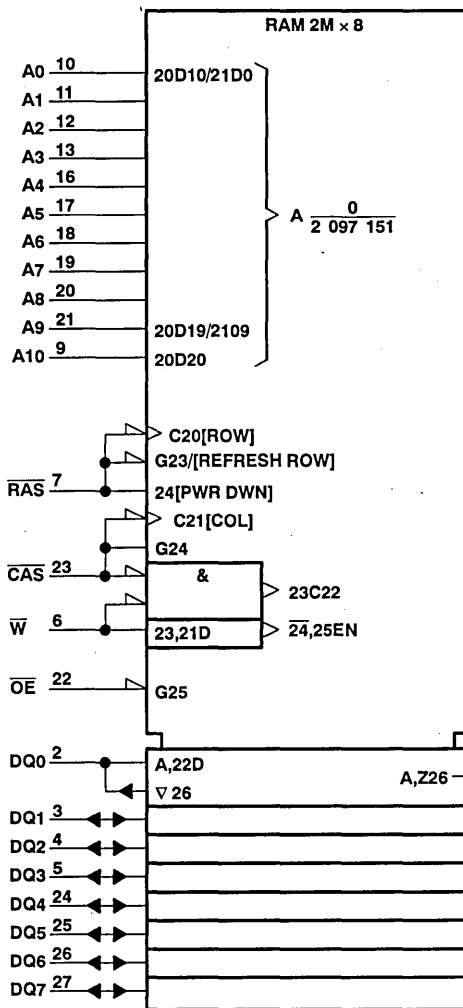 RAM 2M × 8
A0 10 20D10/21D0
A1 11
A2 12
A3 13
A4 16
A5 17
A6 18
A7 19
A8 20
A9 21 20D19/2109
A10 9 20D20
A 0
2 097 151
C20[ROW]
G23/[REFRESH ROW]
RAS 7 24[PWR DWN]
C21[COL]
G24
CAS 23 &
23C22
W 6 23,21D 24,25EN
OE 22 G25
DQ0 2 A,22D
A,Z26
▽ 26
DQ1 3
DQ2 4
DQ3 5
DQ4 24
DQ5 25
DQ6 26
DQ7 27